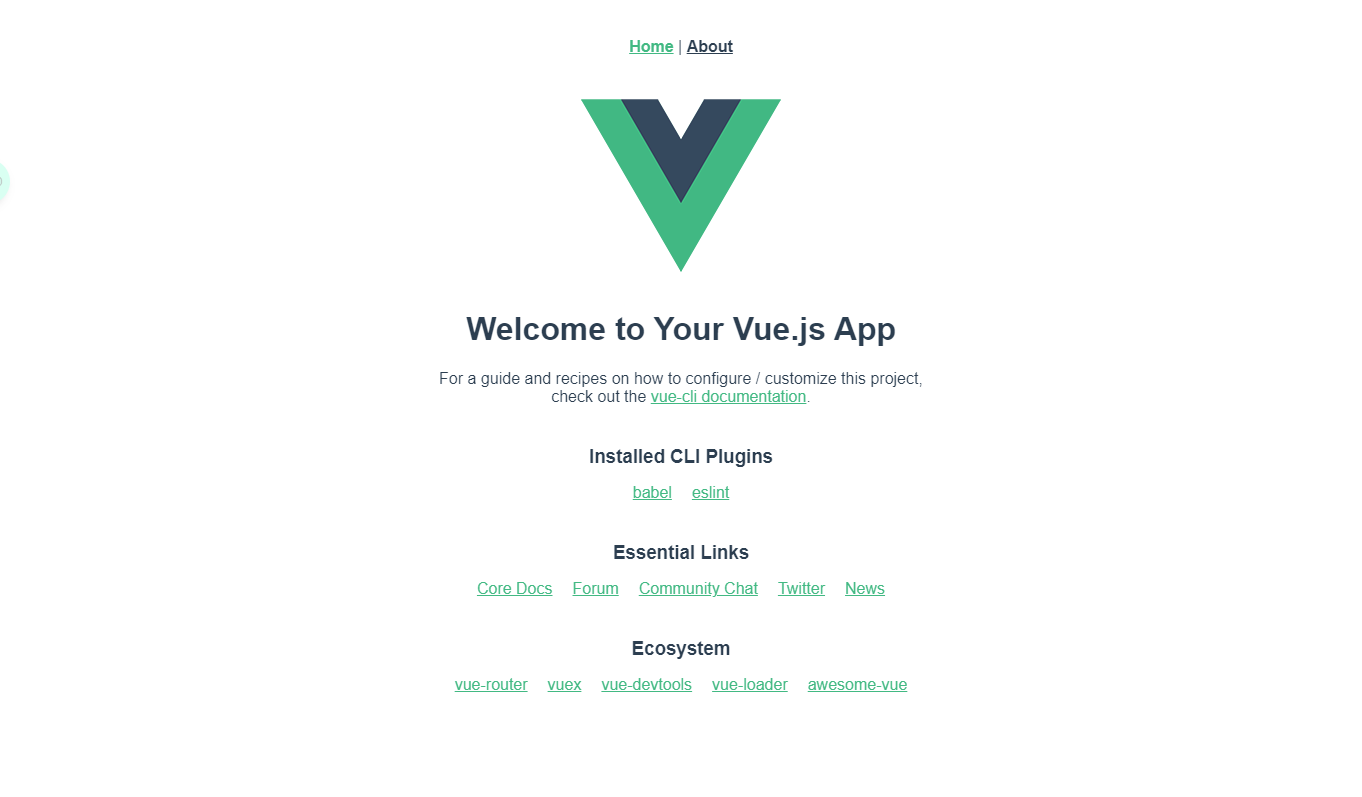 Home | About
Welcome to Your Vue.js App
For a guide and recipes on how to configure / customize this project,
check out the vue-cli documentation.
Installed CLI Plugins
babel eslint
Essential Links
Core Docs Forum Community Chat Twitter News
Ecosystem
vue-router vuex vue-devtools vue-loader awesome-vue